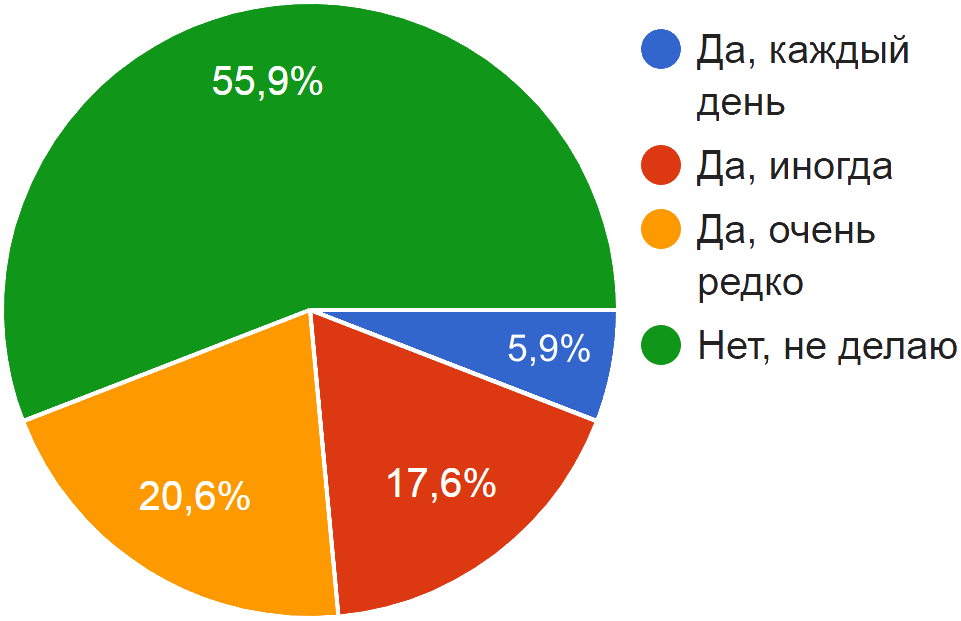 55,9%
5,9%
17,6%
20,6%
Да, каждый
день
Да, иногда
Да, очень
редко
Нет, не делаю